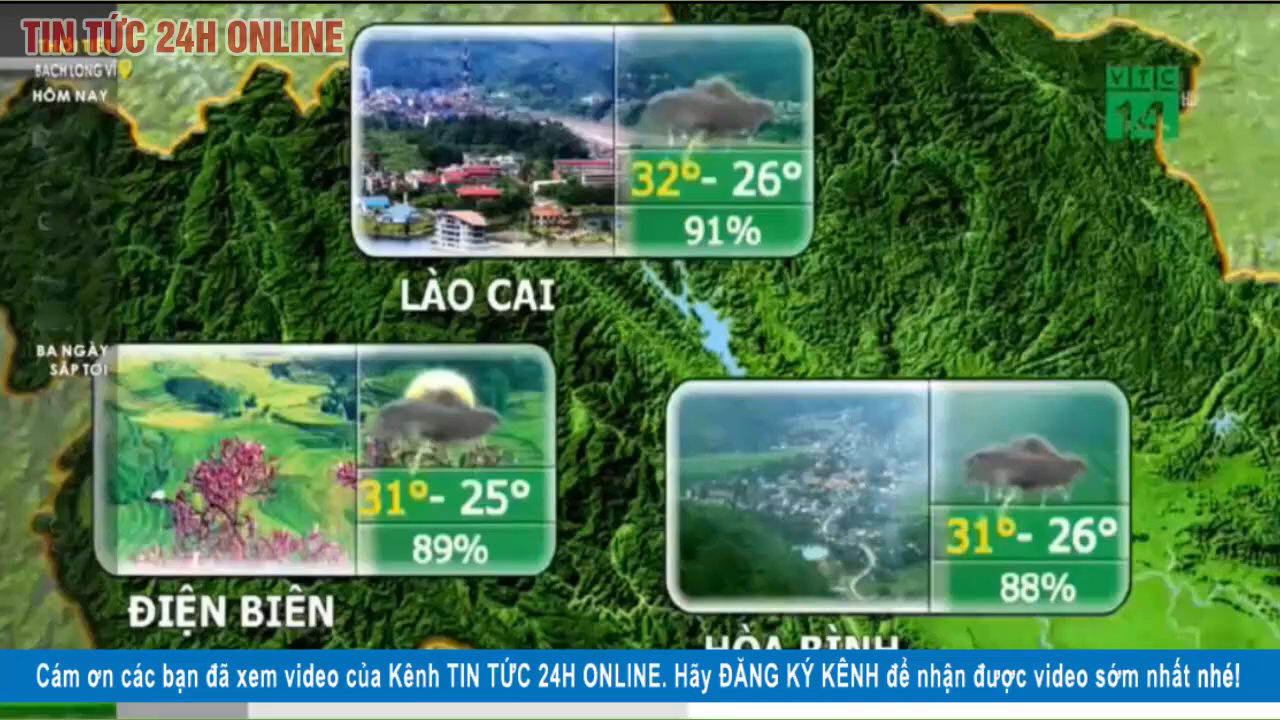 TIN TỨC 24H ONLINE
THỜI TIẾT
BẠCH LONG VĨ
HÔM NAY
VTC
14
32°- 26°
91%
LÀO CAI
BA NGÀY
SẮP TỚI
31°- 25°
89%
ĐIỆN BIÊN
31°- 26°
88%
HÒA BÌNH
Cám ơn các bạn đã xem video của Kênh TIN TỨC 24H ONLINE. Hãy ĐĂNG KÝ KÊNH để nhận được video sớm nhất nhé!